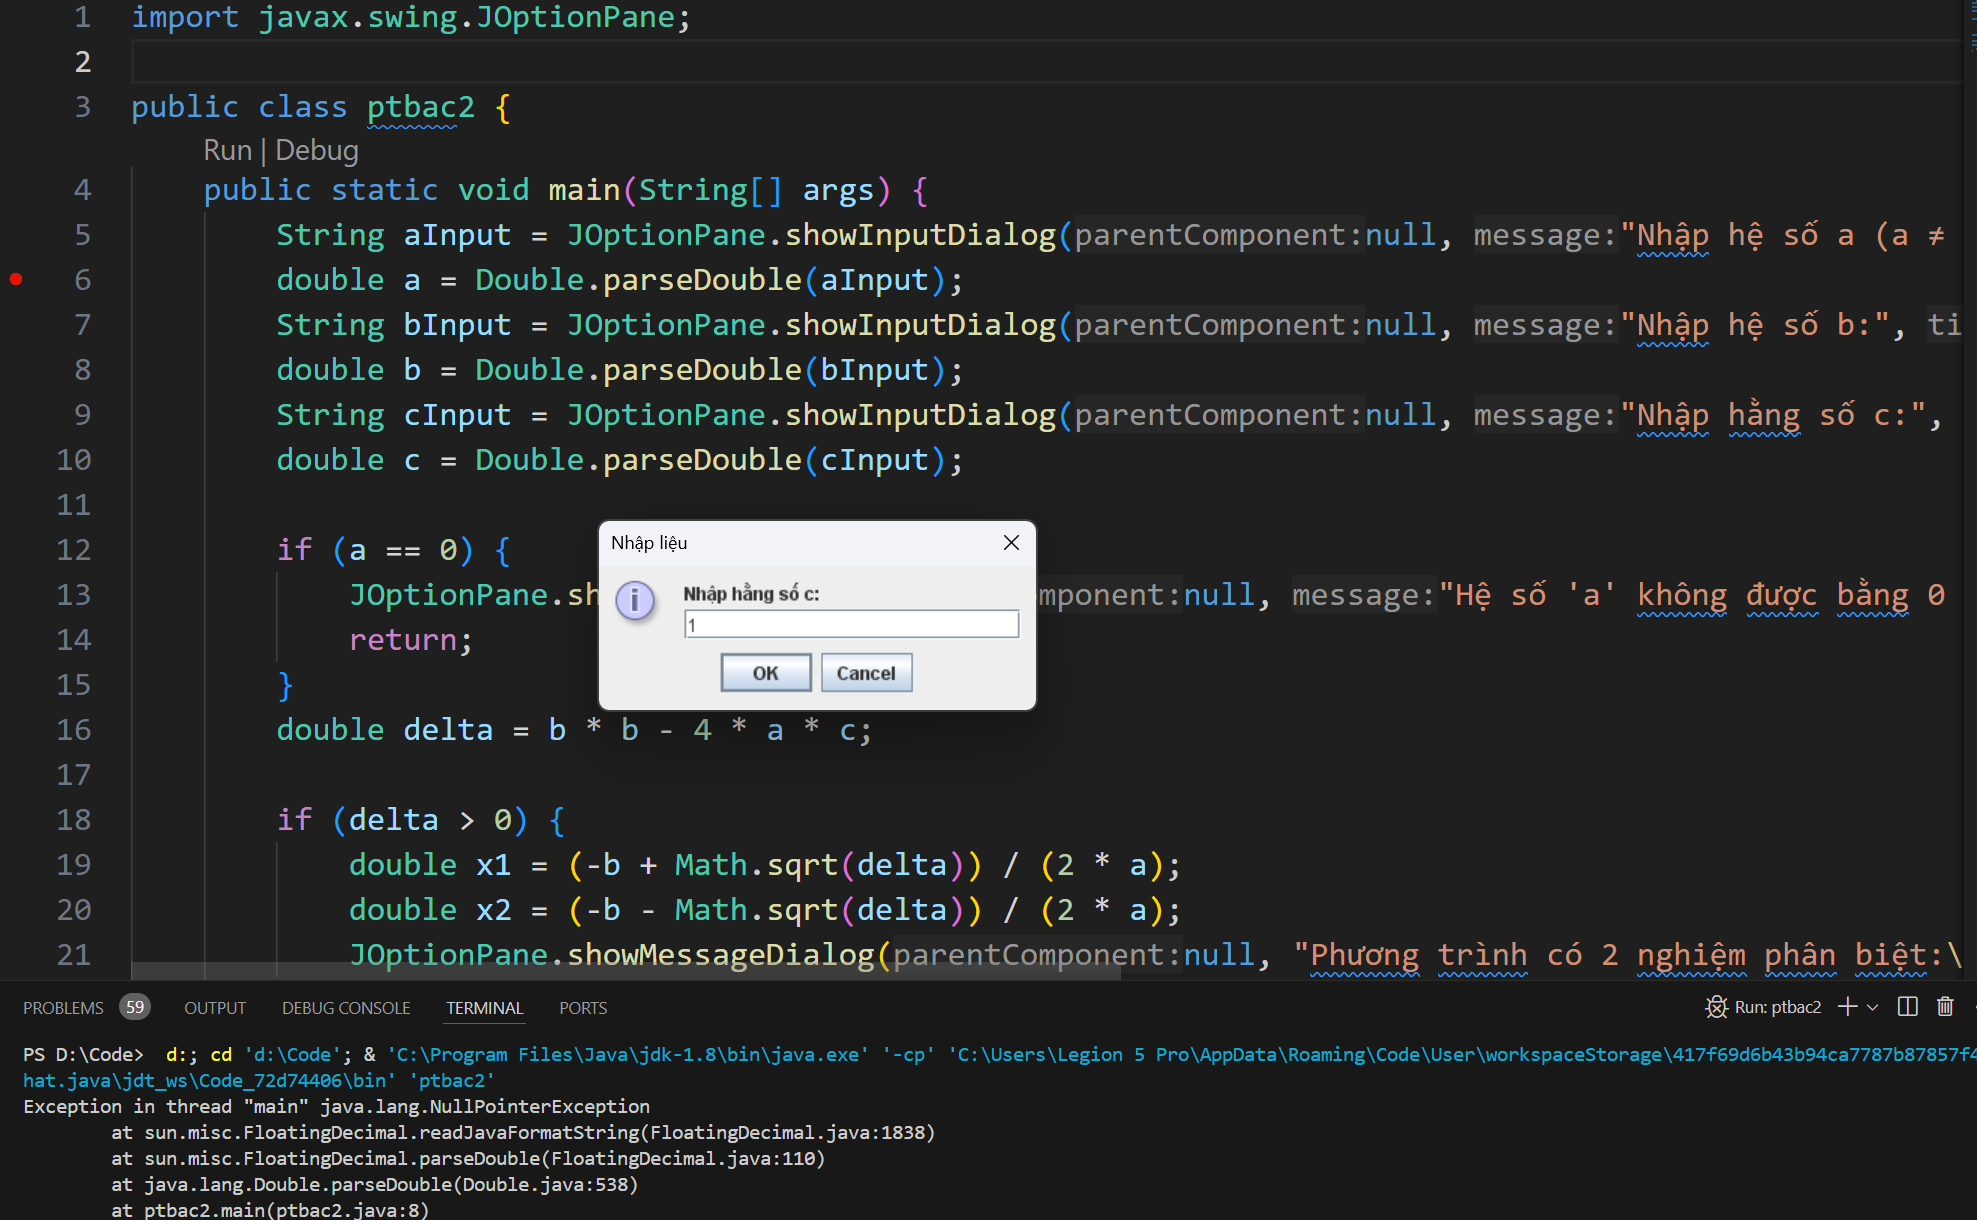 1 import javax.swing.JOptionPane;
2
3 public class ptbac2 {
Run | Debug
4 public static void main(String[] args) {
5 String aInput = JOptionPane.showInputDialog(parentComponent:null, message:"Nhập hệ số a (a ≠
6 double a = Double.parseDouble(aInput);
7 String bInput = JOptionPane.showInputDialog(parentComponent:null, message:"Nhập hệ số b:", ti
8 double b = Double.parseDouble(bInput);
9 String cInput = JOptionPane.showInputDialog(parentComponent:null, message:"Nhập hằng số c:",
10 double c = Double.parseDouble(cInput);
11
12 if (a == 0) {
13 JOptionPane.sh mponent:null, message:"Hệ số 'a' không được bằng 0
14 return;
15 }
16 double delta = b * b - 4 * a * c;
17
18 if (delta > 0) {
19 double x1 = (-b + Math.sqrt(delta)) / (2 * a);
20 double x2 = (-b - Math.sqrt(delta)) / (2 * a);
21 JOptionPane.showMessageDialog(parentComponent:null, "Phương trình có 2 nghiệm phân biệt:\
Nhập liệu
Nhập hằng số c:
1
OK Cancel
PROBLEMS 59 OUTPUT DEBUG CONSOLE TERMINAL PORTS Run: ptbac2
PS D:\Code> d:; cd 'd:\Code'; & 'C:\Program Files\Java\jdk-1.8\bin\java.exe' '-cp' 'C:\Users\Legion 5 Pro\AppData\Roaming\Code\User\workspaceStorage\417f69d6b43b94ca7787b87857f4
hat.java\jdt_ws\Code_72d74406\bin' 'ptbac2'
Exception in thread "main" java.lang.NullPointerException
at sun.misc.FloatingDecimal.readJavaFormatString(FloatingDecimal.java:1838)
at sun.misc.FloatingDecimal.parseDouble(FloatingDecimal.java:110)
at java.lang.Double.parseDouble(Double.java:538)
at ptbac2.main(ptbac2.java:8)